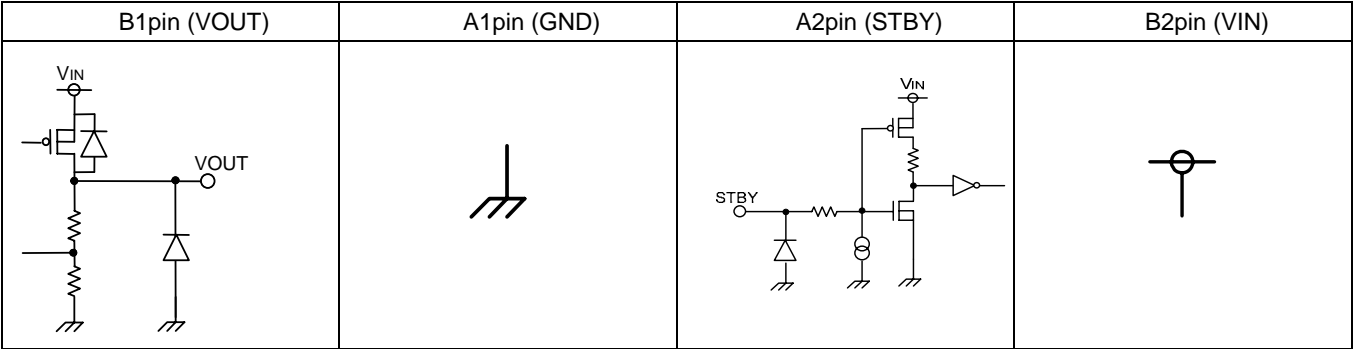 B1pin (VOUT)
A1pin (GND)
A2pin (STBY)
B2pin (VIN)
VIN
VOUT
VIN
STBY